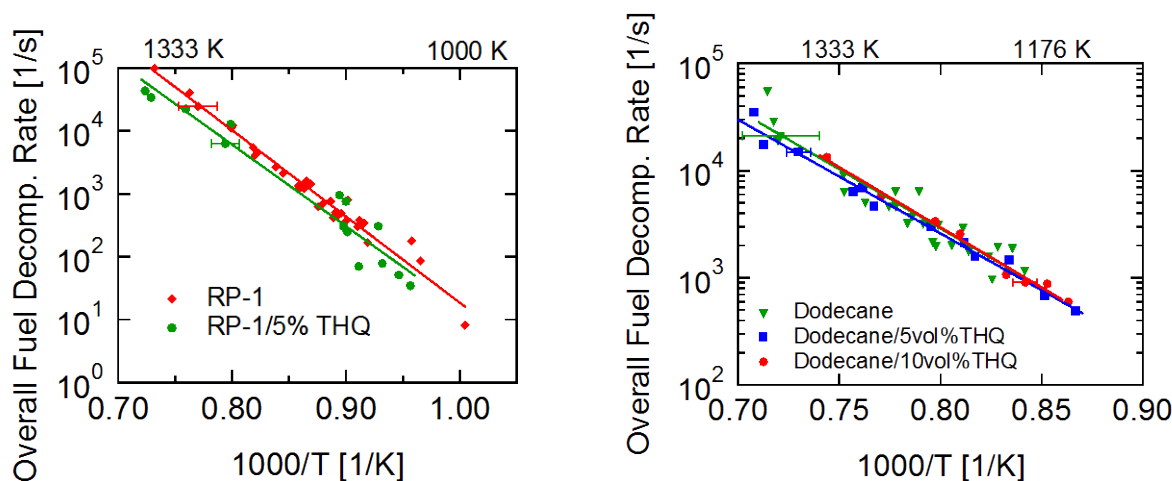 1333 K 1000 K
Overall Fuel Decomp. Rate [1/s]
10^5
10^4
10^3
10^2
10^1
10^0
RP-1
RP-1/5% THQ
0.70 0.80 0.90 1.00
1000/T [1/K]
1333 K 1176 K
Overall Fuel Decomp. Rate [1/s]
10^5
10^4
10^3
10^2
Dodecane
Dodecane/5vol%THQ
Dodecane/10vol%THQ
0.70 0.75 0.80 0.85 0.90
1000/T [1/K]